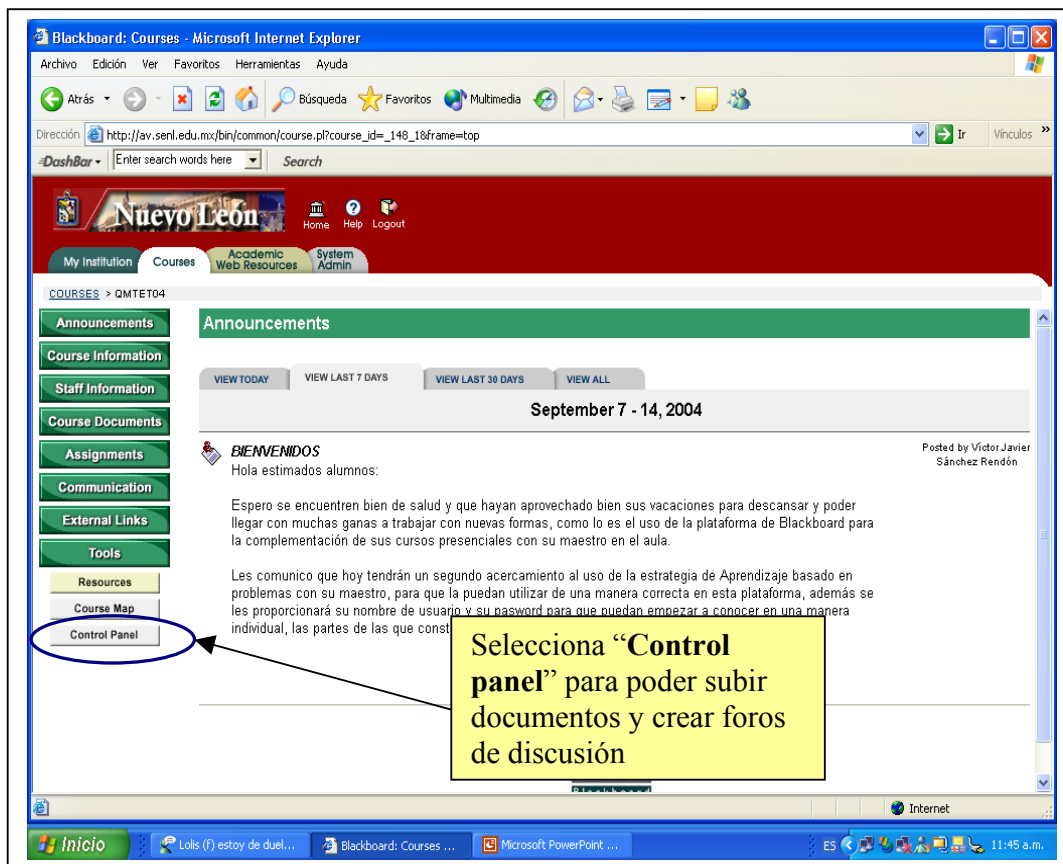 Blackboard: Courses - Microsoft Internet Explorer
Archivo Edición Ver Favoritos Herramientas Ayuda
Atrás Búsqueda Favoritos Multimedia
Dirección http://av.senl.edu.mx/bin/common/course.pl?course_id=_148_1&frame=top Ir Vínculos »
DashBar Enter search words here Search
Nuevo León
Home Help Logout
My Institution Courses Academic Web Resources System Admin
COURSES > QMTET04
Announcements
Course Information
Staff Information
Course Documents
Assignments
Communication
External Links
Tools
Resources
Course Map
Control Panel
Announcements
VIEW TODAY VIEW LAST 7 DAYS VIEW LAST 30 DAYS VIEW ALL
September 7 - 14, 2004
BIENVENIDOS
Posted by Víctor Javier
Sánchez Rendón
Hola estimados alumnos:
Espero se encuentren bien de salud y que hayan aprovechado bien sus vacaciones para descansar y poder
llegar con muchas ganas a trabajar con nuevas formas, como lo es el uso de la plataforma de Blackboard para
la complementación de sus cursos presenciales con su maestro en el aula.
Les comunico que hoy tendrán un segundo acercamiento al uso de la estrategia de Aprendizaje basado en
problemas con su maestro, para que la puedan utilizar de una manera correcta en esta plataforma, además se
les proporcionará su nombre de usuario y su pasword para que puedan empezar a conocer en una manera
individual, las partes de las que const
Selecciona “Control
panel” para poder subir
documentos y crear foros
de discusión
Internet
Inicio Lolis (f) estoy de duel... Blackboard: Courses ... Microsoft PowerPoint ... ES 11:45 a.m.